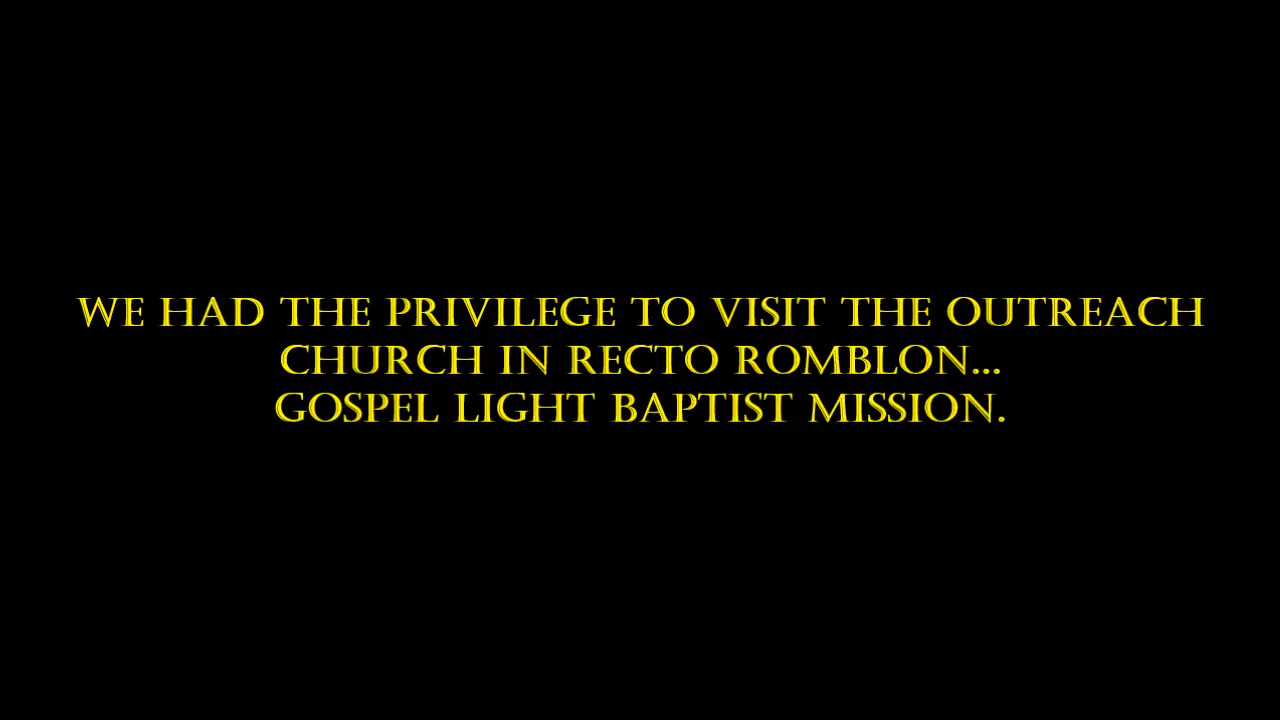 WE HAD THE PRIVILEGE TO VISIT THE OUTREACH
CHURCH IN RECTO ROMBLON...
GOSPEL LIGHT BAPTIST MISSION.